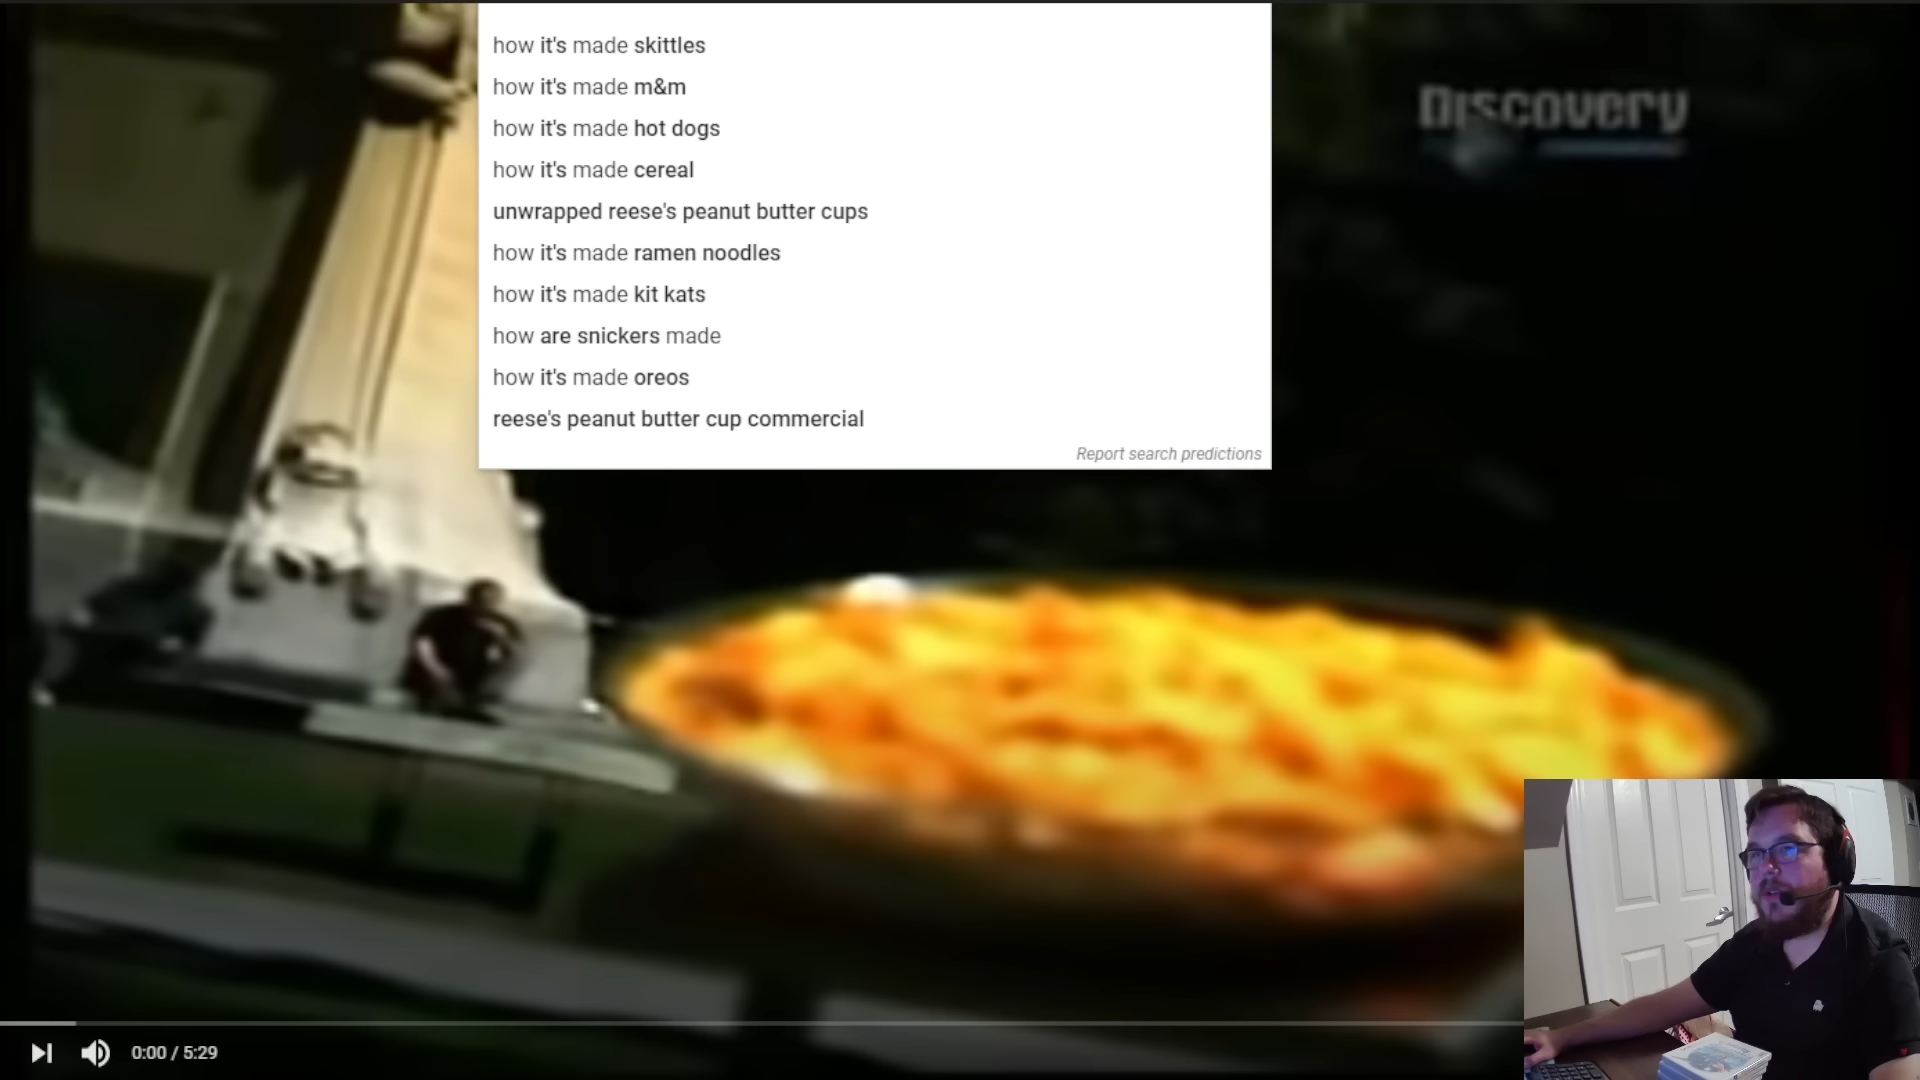 how it's made skittles
how it's made m&m
how it's made hot dogs
how it's made cereal
unwrapped reese's peanut butter cups
how it's made ramen noodles
how it's made kit kats
how are snickers made
how it's made oreos
reese's peanut butter cup commercial
Report search predictions
Discovery
0:00 / 5:29